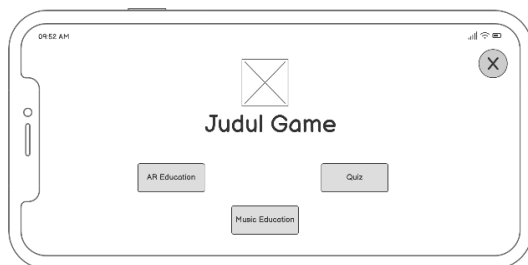 09:52 AM
X
Judul Game
AR Education
Quiz
Music Education